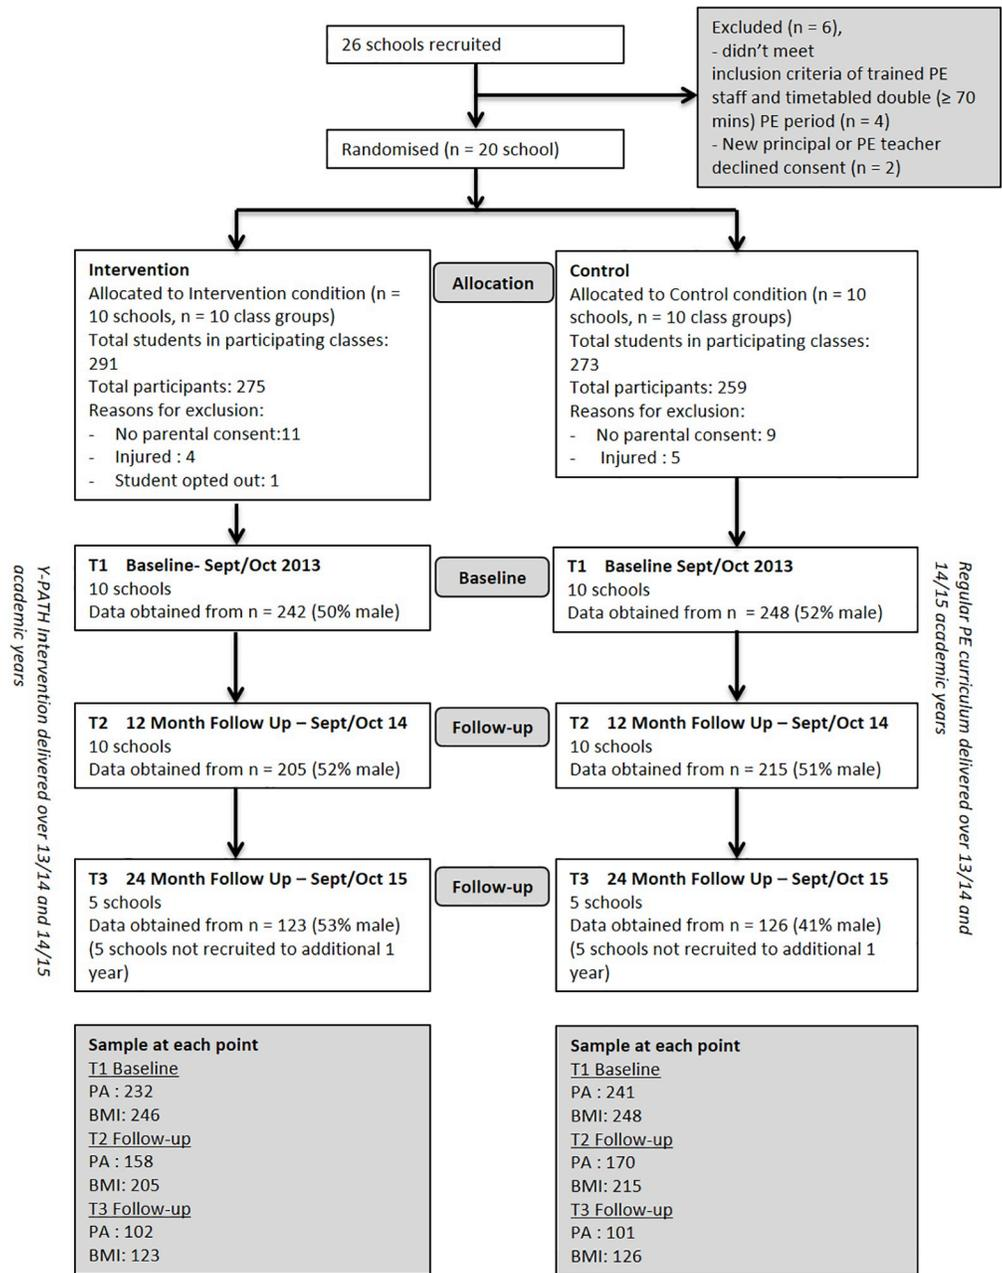 26 schools recruited
Excluded (n = 6),
- didn’t meet
inclusion criteria of trained PE
staff and timetabled double (≥ 70
mins) PE period (n = 4)
- New principal or PE teacher
declined consent (n = 2)
Randomised (n = 20 school)
Intervention
Allocated to Intervention condition (n =
10 schools, n = 10 class groups)
Total students in participating classes:
291
Total participants: 275
Reasons for exclusion:
- No parental consent:11
- Injured : 4
- Student opted out: 1
Allocation
Control
Allocated to Control condition (n = 10
schools, n = 10 class groups)
Total students in participating classes:
273
Total participants: 259
Reasons for exclusion:
- No parental consent: 9
- Injured : 5
Y-PATH Intervention delivered over 13/14 and 14/15
academic years
T1 Baseline- Sept/Oct 2013
10 schools
Data obtained from n = 242 (50% male)
Baseline
T1 Baseline Sept/Oct 2013
10 schools
Data obtained from n = 248 (52% male)
Regular PE curriculum delivered over 13/14 and
14/15 academic years
T2 12 Month Follow Up – Sept/Oct 14
10 schools
Data obtained from n = 205 (52% male)
Follow-up
T2 12 Month Follow Up – Sept/Oct 14
10 schools
Data obtained from n = 215 (51% male)
T3 24 Month Follow Up – Sept/Oct 15
5 schools
Data obtained from n = 123 (53% male)
(5 schools not recruited to additional 1
year)
Follow-up
T3 24 Month Follow Up – Sept/Oct 15
5 schools
Data obtained from n = 126 (41% male)
(5 schools not recruited to additional 1
year)
Sample at each point
T1 Baseline
PA : 232
BMI: 246
T2 Follow-up
PA : 158
BMI: 205
T3 Follow-up
PA : 102
BMI: 123
Sample at each point
T1 Baseline
PA : 241
BMI: 248
T2 Follow-up
PA : 170
BMI: 215
T3 Follow-up
PA : 101
BMI: 126